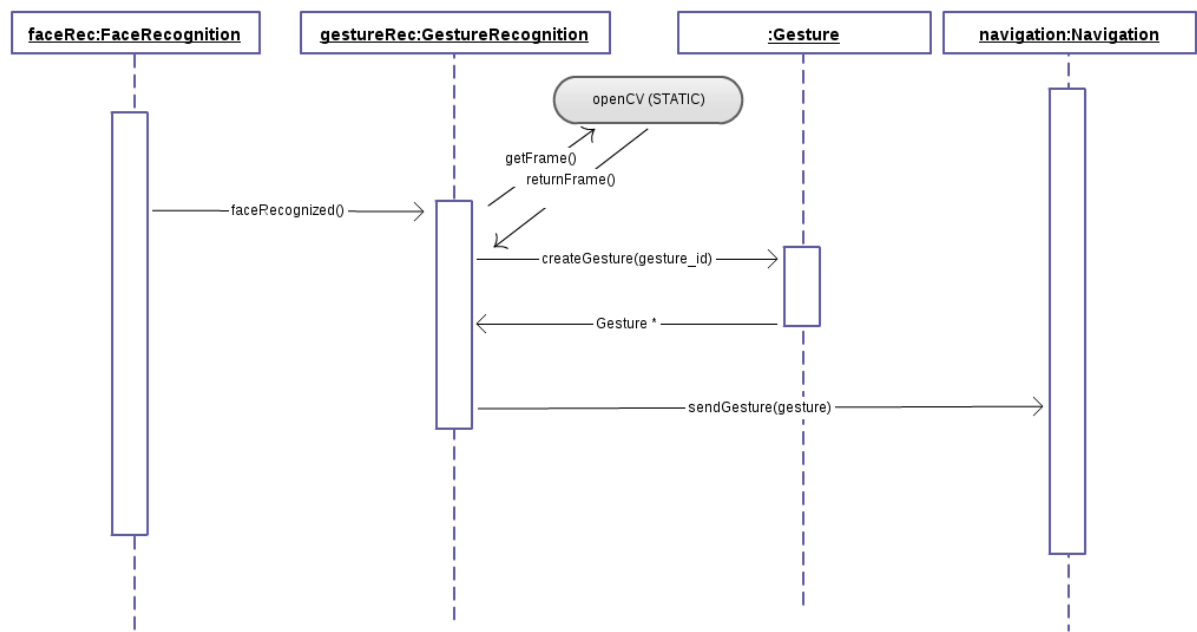 faceRec:FaceRecognition
gestureRec:GestureRecognition
:Gesture
navigation:Navigation
openCV (STATIC)
getFrame()
returnFrame()
faceRecognized()
createGesture(gesture_id)
Gesture *
sendGesture(gesture)